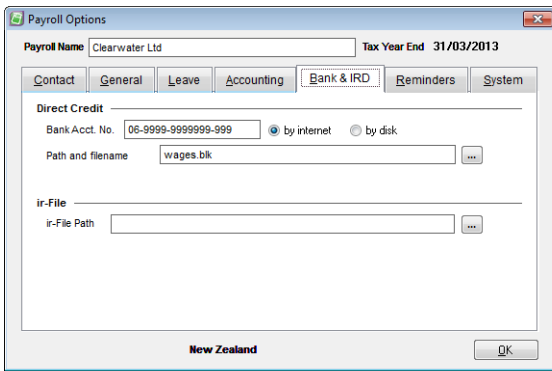 Payroll Options
Payroll Name Clearwater Ltd Tax Year End 31/03/2013
Contact General Leave Accounting Bank & IRD Reminders System
Direct Credit
Bank Acct. No. 06-9999-9999999-999 by internet by disk
Path and filename wages.blk ...
ir-File
ir-File Path ...
New Zealand OK